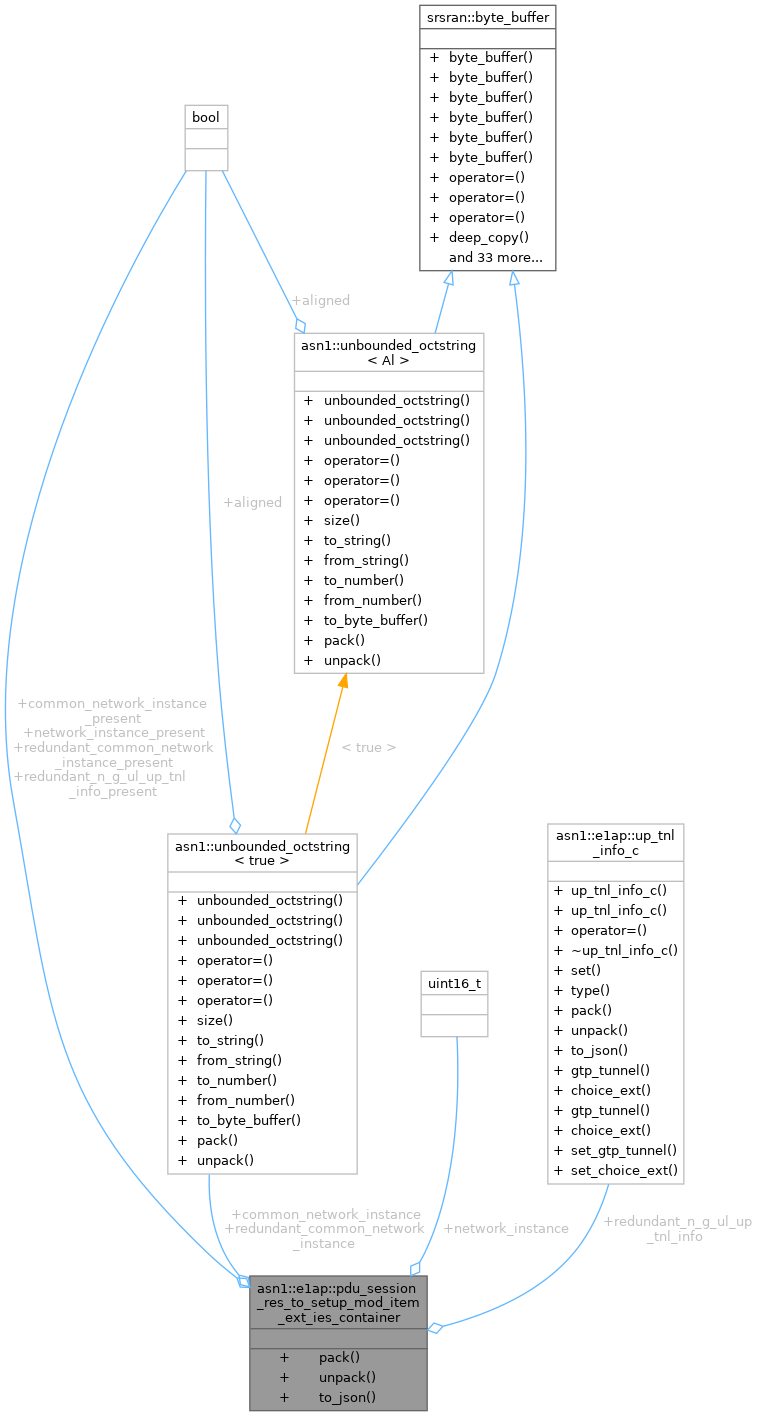 srsran::byte_buffer
+ byte_buffer()
+ byte_buffer()
+ byte_buffer()
+ byte_buffer()
+ byte_buffer()
+ byte_buffer()
+ operator=()
+ operator=()
+ operator=()
+ deep_copy()
and 33 more...
bool
+aligned
asn1::unbounded_octstring
< Al >
+ unbounded_octstring()
+ unbounded_octstring()
+ unbounded_octstring()
+ operator=()
+ operator=()
+ operator=()
+ size()
+ to_string()
+ from_string()
+ to_number()
+ from_number()
+ to_byte_buffer()
+ pack()
+ unpack()
+aligned
+common_network_instance
_present
+network_instance_present
+redundant_common_network
_instance_present
+redundant_n_g_ul_up_tnl
_info_present
< true >
asn1::unbounded_octstring
< true >
+ unbounded_octstring()
+ unbounded_octstring()
+ unbounded_octstring()
+ operator=()
+ operator=()
+ operator=()
+ size()
+ to_string()
+ from_string()
+ to_number()
+ from_number()
+ to_byte_buffer()
+ pack()
+ unpack()
uint16_t
asn1::e1ap::up_tnl
_info_c
+ up_tnl_info_c()
+ up_tnl_info_c()
+ operator=()
+ ~up_tnl_info_c()
+ set()
+ type()
+ pack()
+ unpack()
+ to_json()
+ gtp_tunnel()
+ choice_ext()
+ gtp_tunnel()
+ choice_ext()
+ set_gtp_tunnel()
+ set_choice_ext()
+common_network_instance
+redundant_common_network
_instance
+network_instance
+redundant_n_g_ul_up
_tnl_info
asn1::e1ap::pdu_session
_res_to_setup_mod_item
_ext_ies_container
+ pack()
+ unpack()
+ to_json()